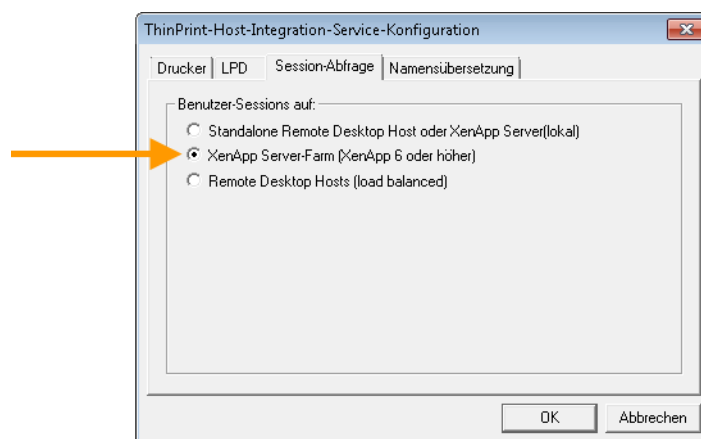 ThinPrint-Host-Integration-Service-Konfiguration
Drucker LPD Session-Abfrage Namensübersetzung
Benutzer-Sessions auf:
Standalone Remote Desktop Host oder XenApp Server(lokal)
XenApp Server-Farm (XenApp 6 oder höher)
Remote Desktop Hosts (load balanced)
OK Abbrechen